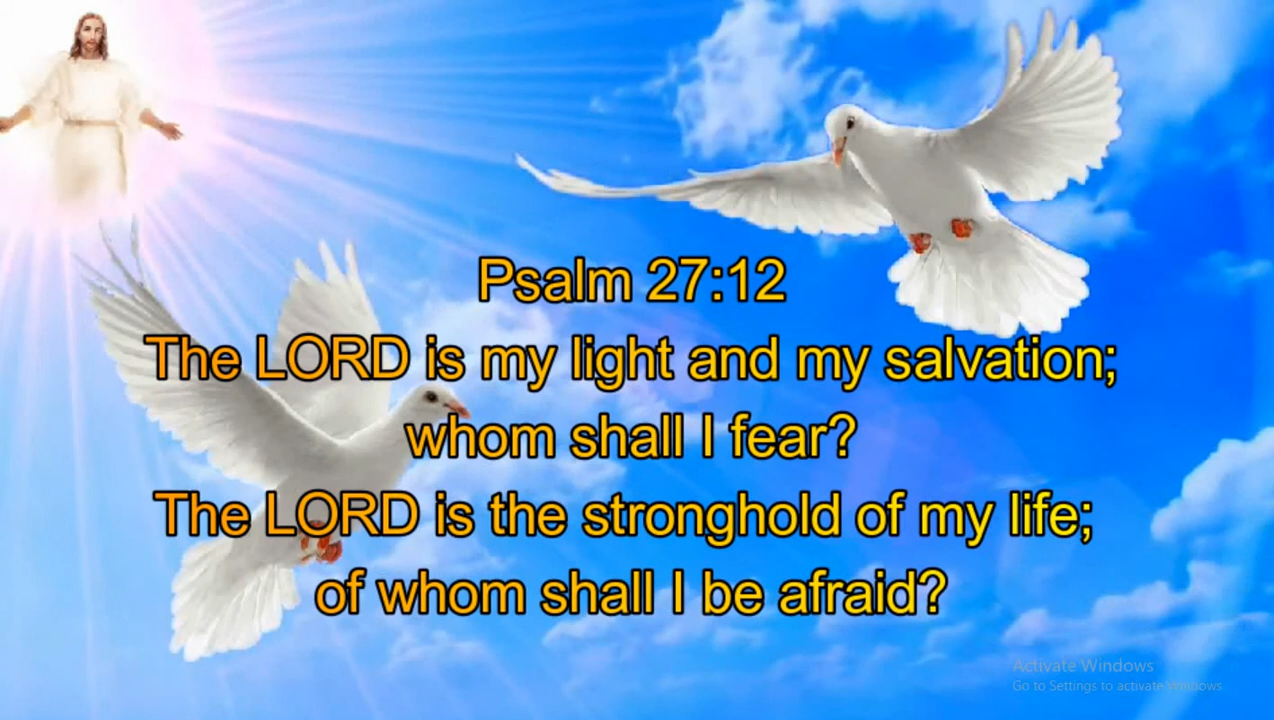 Psalm 27:12
The LORD is my light and my salvation;
whom shall I fear?
The LORD is the stronghold of my life;
of whom shall I be afraid?
Activate Windows
Go to Settings to activate Windows